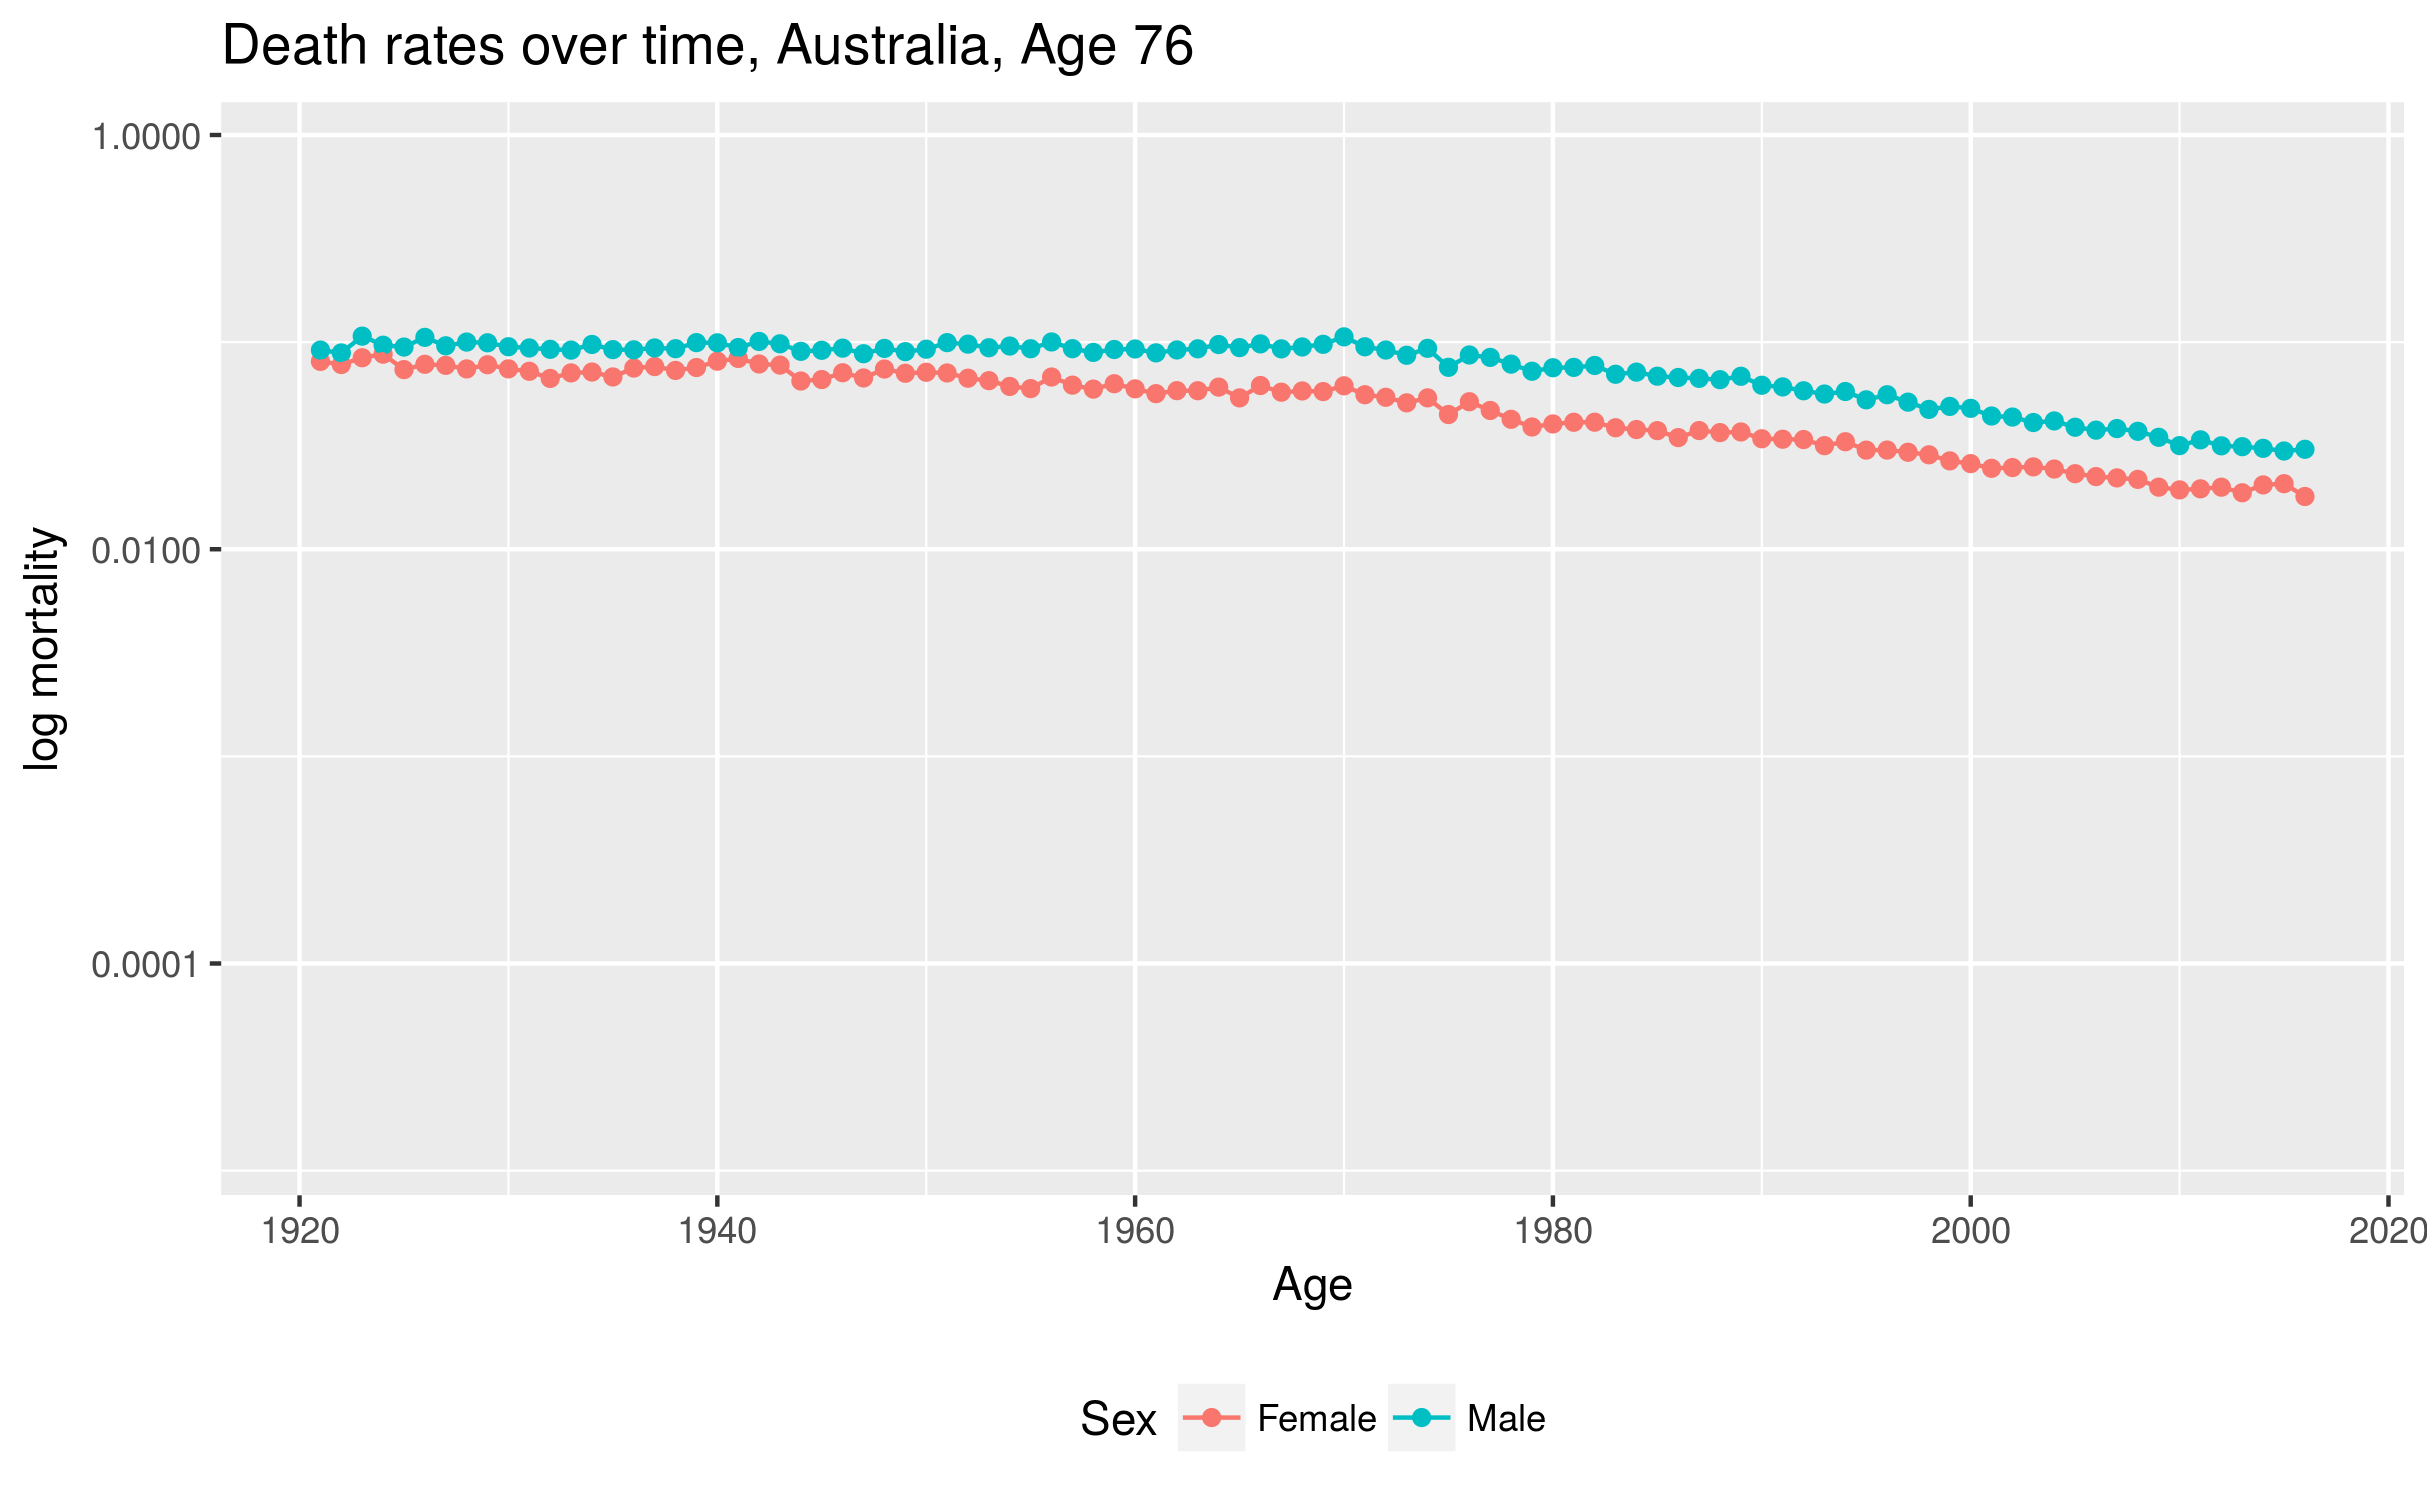 Death rates over time, Australia, Age 76
1.0000
0.0100
0.0001
log mortality
1920 1940 1960 1980 2000 2020
Age
Sex Female Male